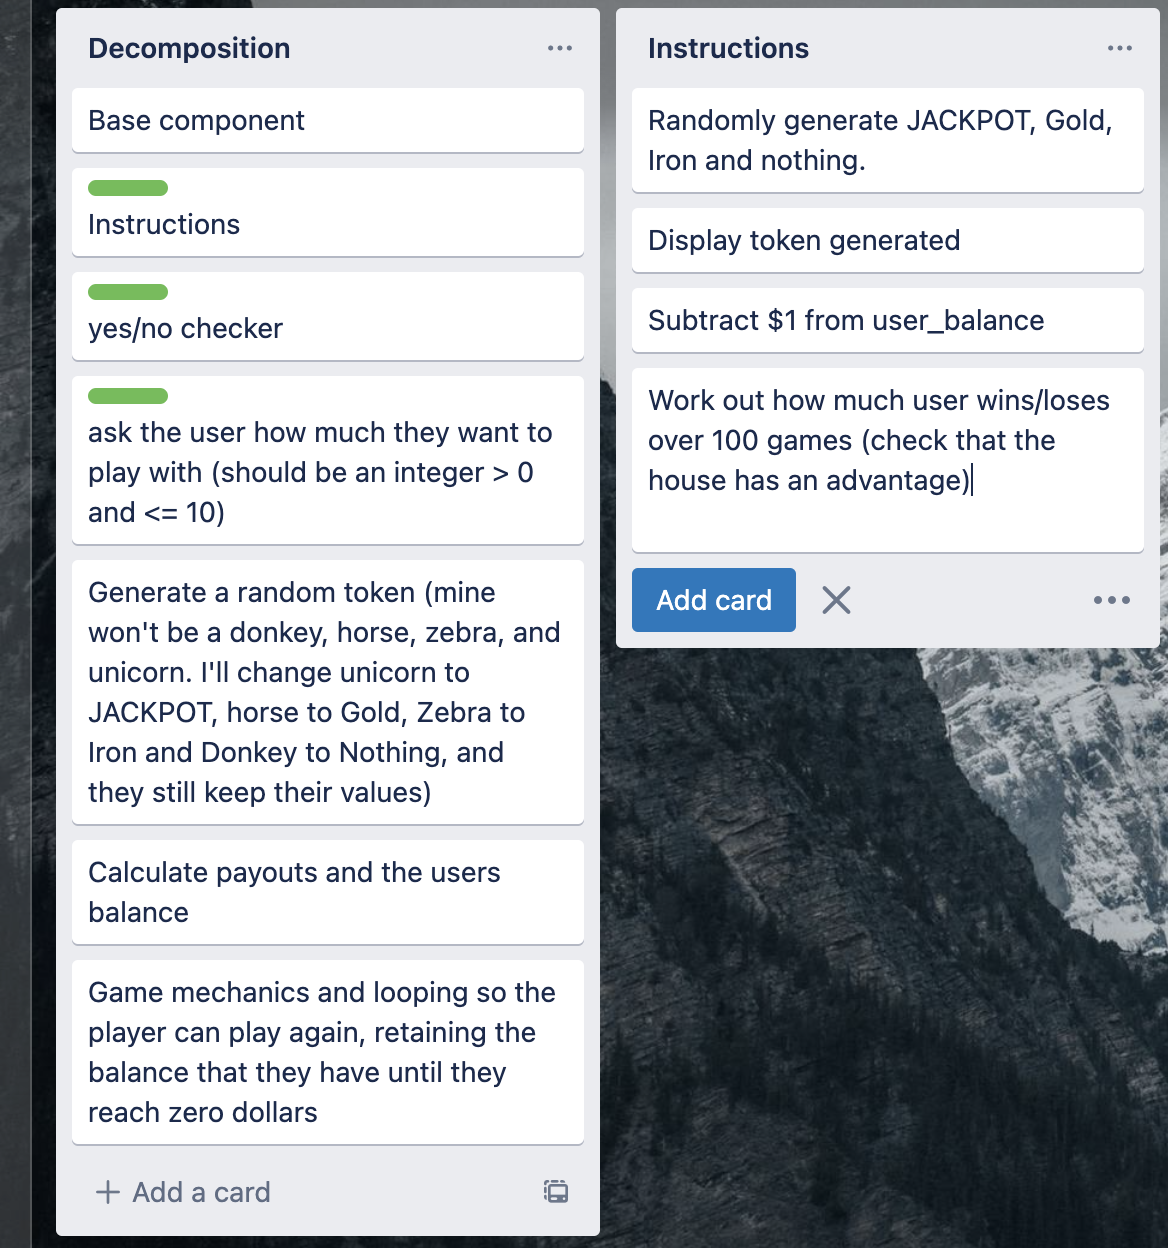 Decomposition
Base component
Instructions
yes/no checker
ask the user how much they want to
play with (should be an integer > 0
and <= 10)
Generate a random token (mine
won't be a donkey, horse, zebra, and
unicorn. I'll change unicorn to
JACKPOT, horse to Gold, Zebra to
Iron and Donkey to Nothing, and
they still keep their values)
Calculate payouts and the users
balance
Game mechanics and looping so the
player can play again, retaining the
balance that they have until they
reach zero dollars
Add a card
Instructions
Randomly generate JACKPOT, Gold,
Iron and nothing.
Display token generated
Subtract $1 from user_balance
Work out how much user wins/loses
over 100 games (check that the
house has an advantage)
Add card